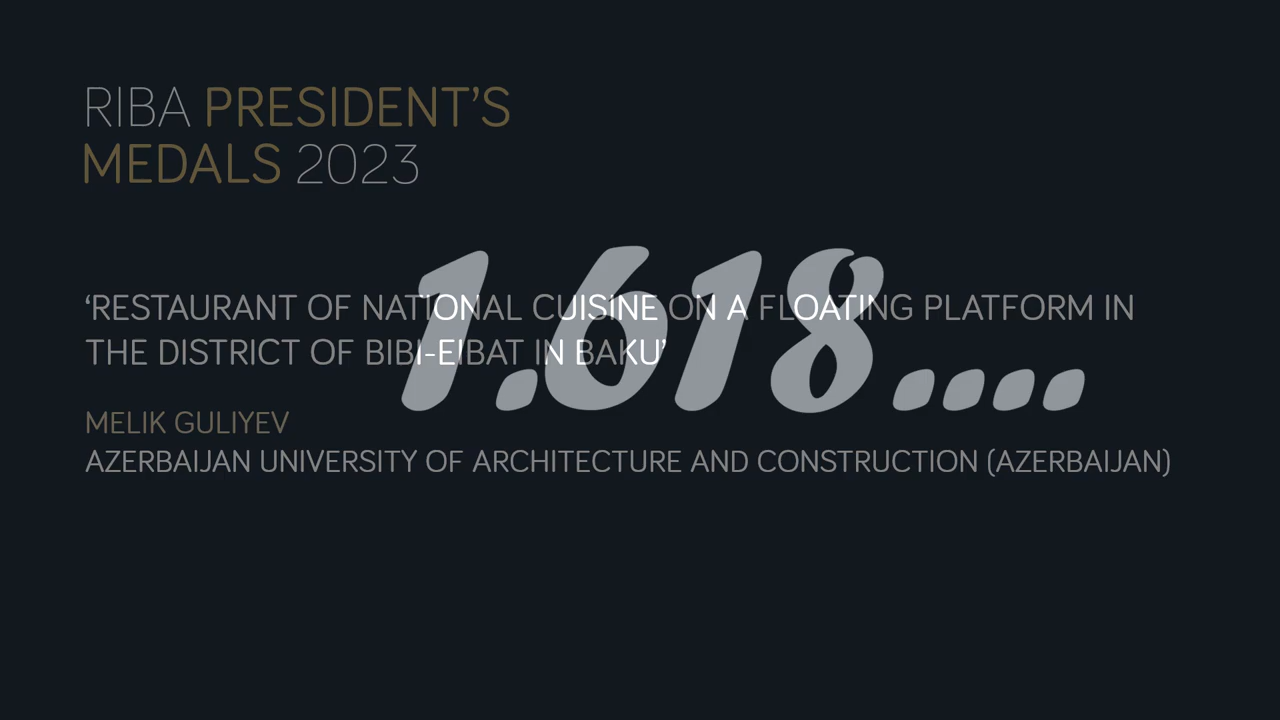 RIBA PRESIDENT’S
MEDALS 2023
1.618....
‘RESTAURANT OF NATIONAL CUISINE ON A FLOATING PLATFORM IN
THE DISTRICT OF BIBI-EIBAT IN BAKU’
MELIK GULIYEV
AZERBAIJAN UNIVERSITY OF ARCHITECTURE AND CONSTRUCTION (AZERBAIJAN)